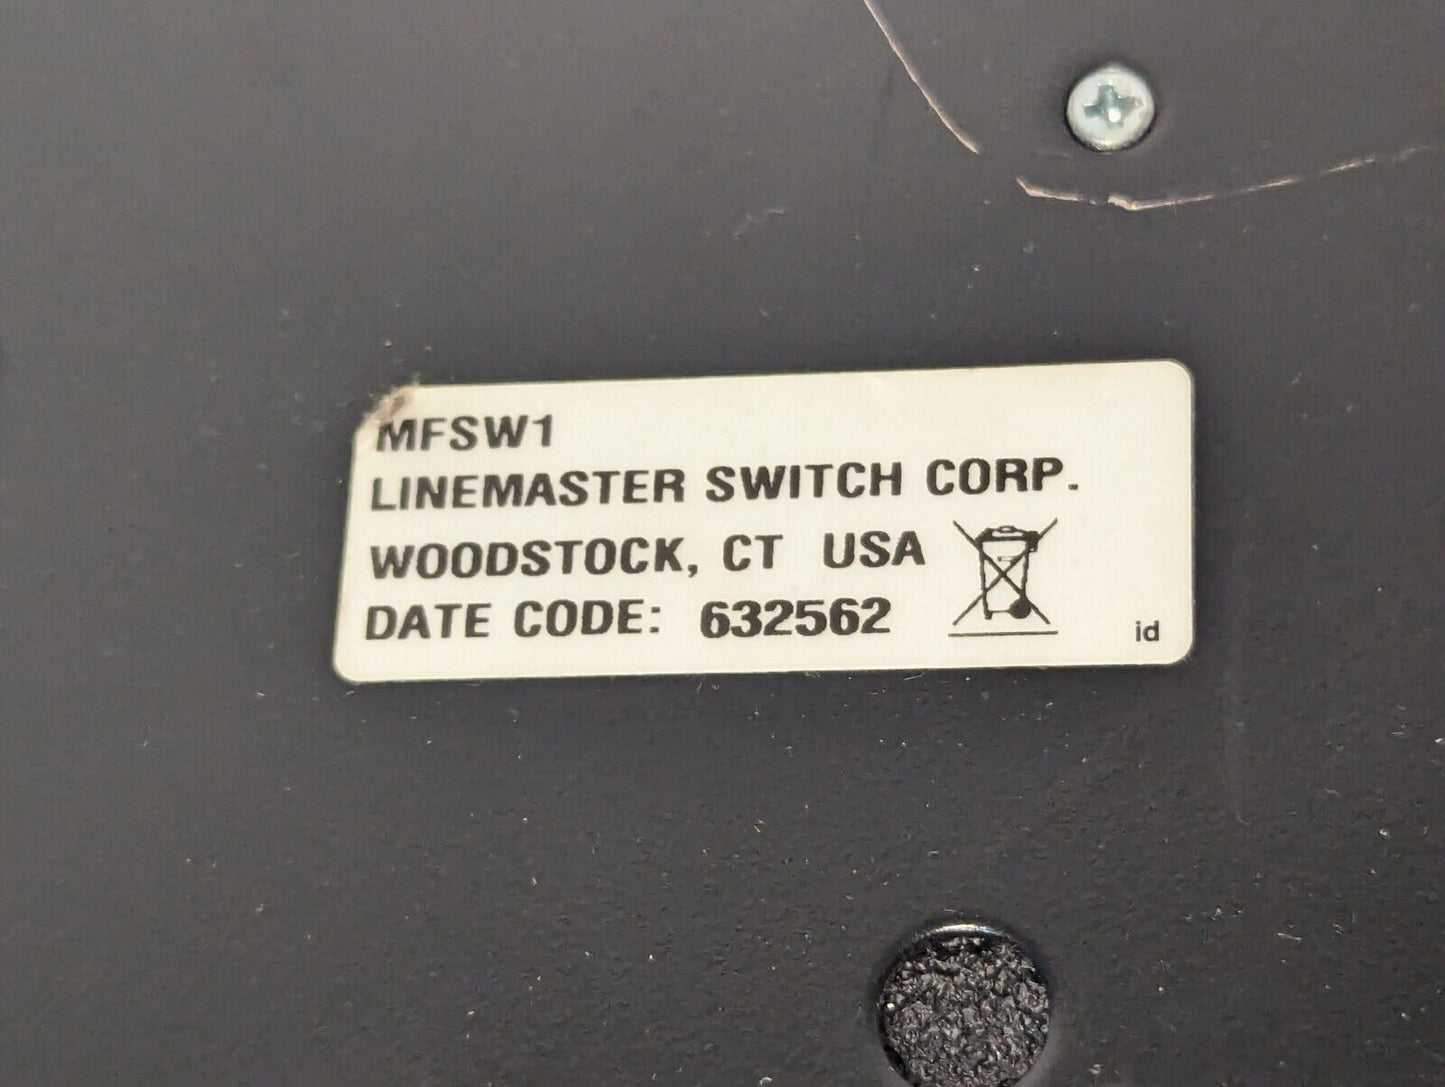 MFSW1
LINEMASTER SWITCH CORP.
WOODSTOCK, CT USA
DATE CODE: 632562
id